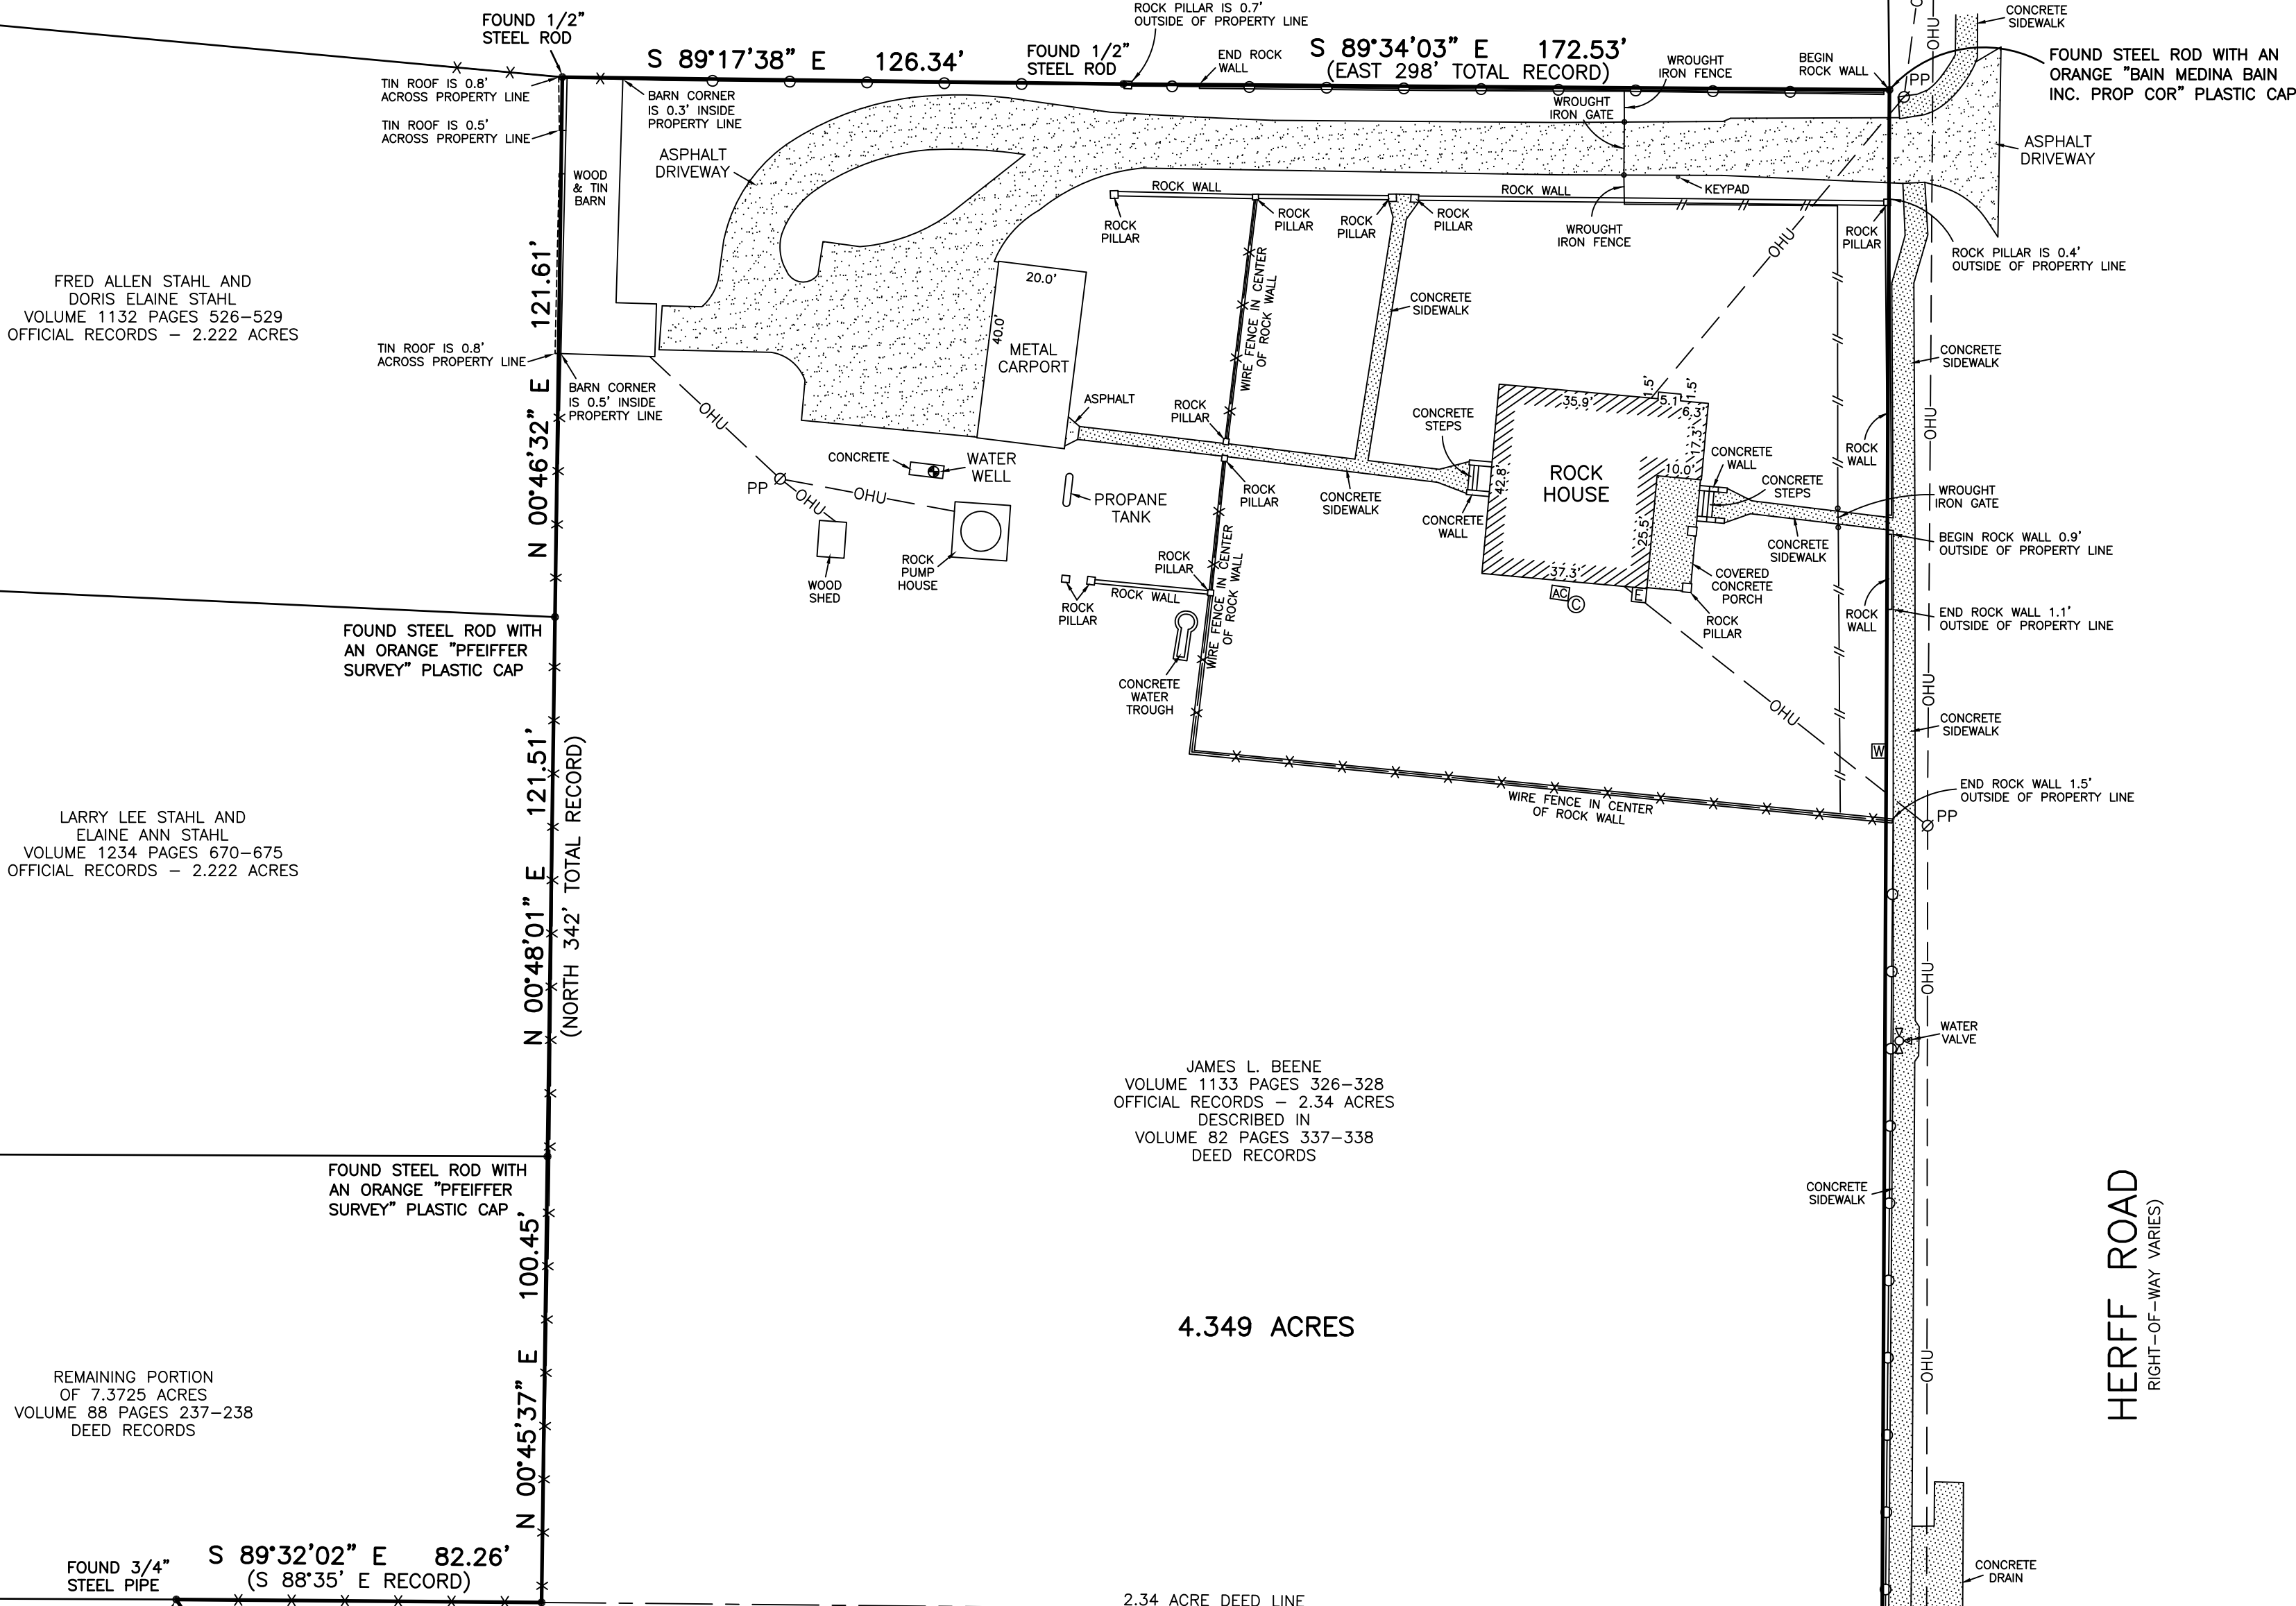 FOUND 1/2"
STEEL ROD
S 89°17'38" E 126.34'
FOUND 1/2"
STEEL ROD
ROCK PILLAR IS 0.7'
OUTSIDE OF PROPERTY LINE
END ROCK
WALL
S 89°34'03" E 172.53'
(EAST 298' TOTAL RECORD)
WROUGHT
IRON FENCE
BEGIN
ROCK WALL
OHU
PP
CONCRETE
SIDEWALK
FOUND STEEL ROD WITH AN
ORANGE "BAIN MEDINA BAIN
INC. PROP COR" PLASTIC CAP
ASPHALT
DRIVEWAY
TIN ROOF IS 0.8'
ACROSS PROPERTY LINE
TIN ROOF IS 0.5'
ACROSS PROPERTY LINE
BARN CORNER
IS 0.3' INSIDE
PROPERTY LINE
ASPHALT
DRIVEWAY
WOOD
& TIN
BARN
WROUGHT
IRON GATE
ROCK WALL
ROCK WALL
KEYPAD
ROCK
PILLAR
ROCK
PILLAR
ROCK
PILLAR
ROCK
PILLAR
WROUGHT
IRON FENCE
OHU
ROCK
PILLAR
ROCK PILLAR IS 0.4'
OUTSIDE OF PROPERTY LINE
FRED ALLEN STAHL AND
DORIS ELAINE STAHL
VOLUME 1132 PAGES 526-529
OFFICIAL RECORDS - 2.222 ACRES
N 00°46'32" E 121.61'
TIN ROOF IS 0.8'
ACROSS PROPERTY LINE
BARN CORNER
IS 0.5' INSIDE
PROPERTY LINE
20.0'
40.0'
METAL
CARPORT
WIRE FENCE IN CENTER
OF ROCK WALL
CONCRETE
SIDEWALK
CONCRETE
SIDEWALK
ASPHALT
ROCK
PILLAR
CONCRETE
STEPS
35.9'
1.5'
5.1'
1.5'
6.3'
17.3'
10.0'
42.8'
25.5'
37.3'
ROCK
HOUSE
CONCRETE
WALL
CONCRETE
STEPS
ROCK
WALL
OHU
WROUGHT
IRON GATE
OHU
PP
OHU
OHU
CONCRETE
WATER
WELL
PROPANE
TANK
ROCK
PILLAR
CONCRETE
SIDEWALK
CONCRETE
WALL
CONCRETE
SIDEWALK
BEGIN ROCK WALL 0.9'
OUTSIDE OF PROPERTY LINE
WOOD
SHED
ROCK
PUMP
HOUSE
ROCK
PILLAR
ROCK WALL
ROCK
PILLAR
WIRE FENCE IN CENTER
OF ROCK WALL
AC
C
E
COVERED
CONCRETE
PORCH
ROCK
PILLAR
ROCK
WALL
END ROCK WALL 1.1'
OUTSIDE OF PROPERTY LINE
FOUND STEEL ROD WITH
AN ORANGE "PFEIFFER
SURVEY" PLASTIC CAP
CONCRETE
WATER
TROUGH
OHU
OHU
CONCRETE
SIDEWALK
W
WIRE FENCE IN CENTER
OF ROCK WALL
END ROCK WALL 1.5'
OUTSIDE OF PROPERTY LINE
PP
LARRY LEE STAHL AND
ELAINE ANN STAHL
VOLUME 1234 PAGES 670-675
OFFICIAL RECORDS - 2.222 ACRES
N 00°48'01" E 121.51'
(NORTH 342' TOTAL RECORD)
OHU
WATER
VALVE
JAMES L. BEENE
VOLUME 1133 PAGES 326-328
OFFICIAL RECORDS - 2.34 ACRES
DESCRIBED IN
VOLUME 82 PAGES 337-338
DEED RECORDS
FOUND STEEL ROD WITH
AN ORANGE "PFEIFFER
SURVEY" PLASTIC CAP
CONCRETE
SIDEWALK
HERFF ROAD
RIGHT-OF-WAY VARIES)
4.349 ACRES
OHU
REMAINING PORTION
OF 7.3725 ACRES
VOLUME 88 PAGES 237-238
DEED RECORDS
N 00°45'37" E 100.45'
FOUND 3/4"
STEEL PIPE
S 89°32'02" E 82.26'
(S 88°35' E RECORD)
2.34 ACRE DEED LINE
CONCRETE
DRAIN
OHU